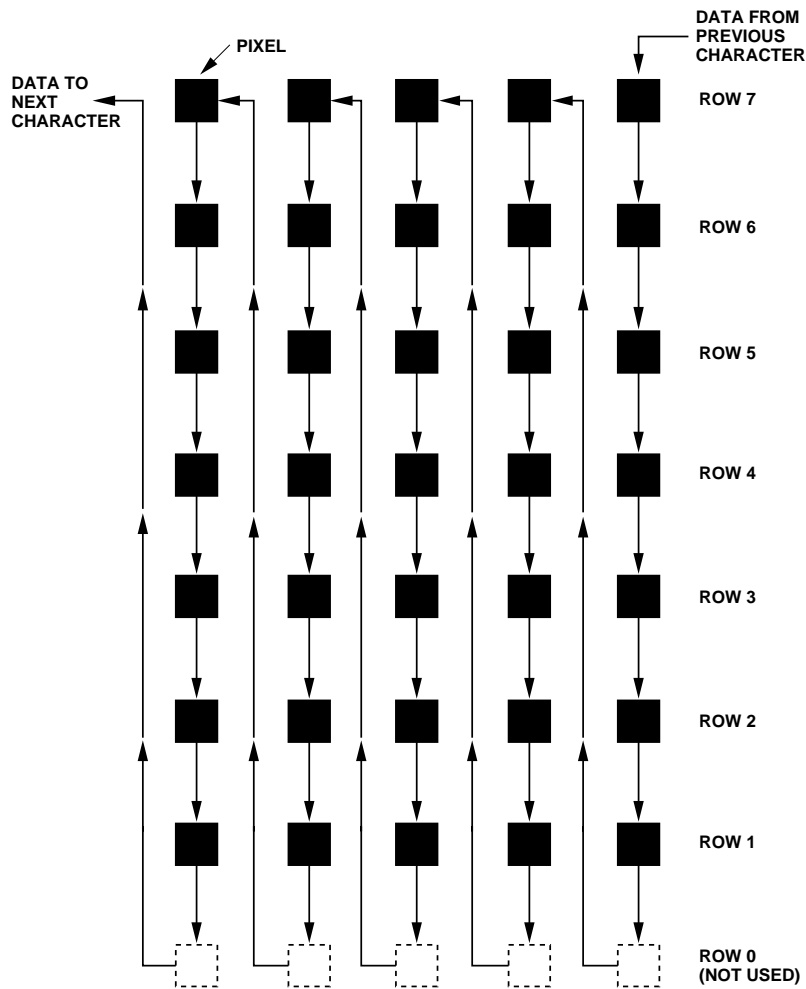 DATA FROM
PREVIOUS
CHARACTER
PIXEL
DATA TO
NEXT
CHARACTER
ROW 7
ROW 6
ROW 5
ROW 4
ROW 3
ROW 2
ROW 1
ROW 0
(NOT USED)